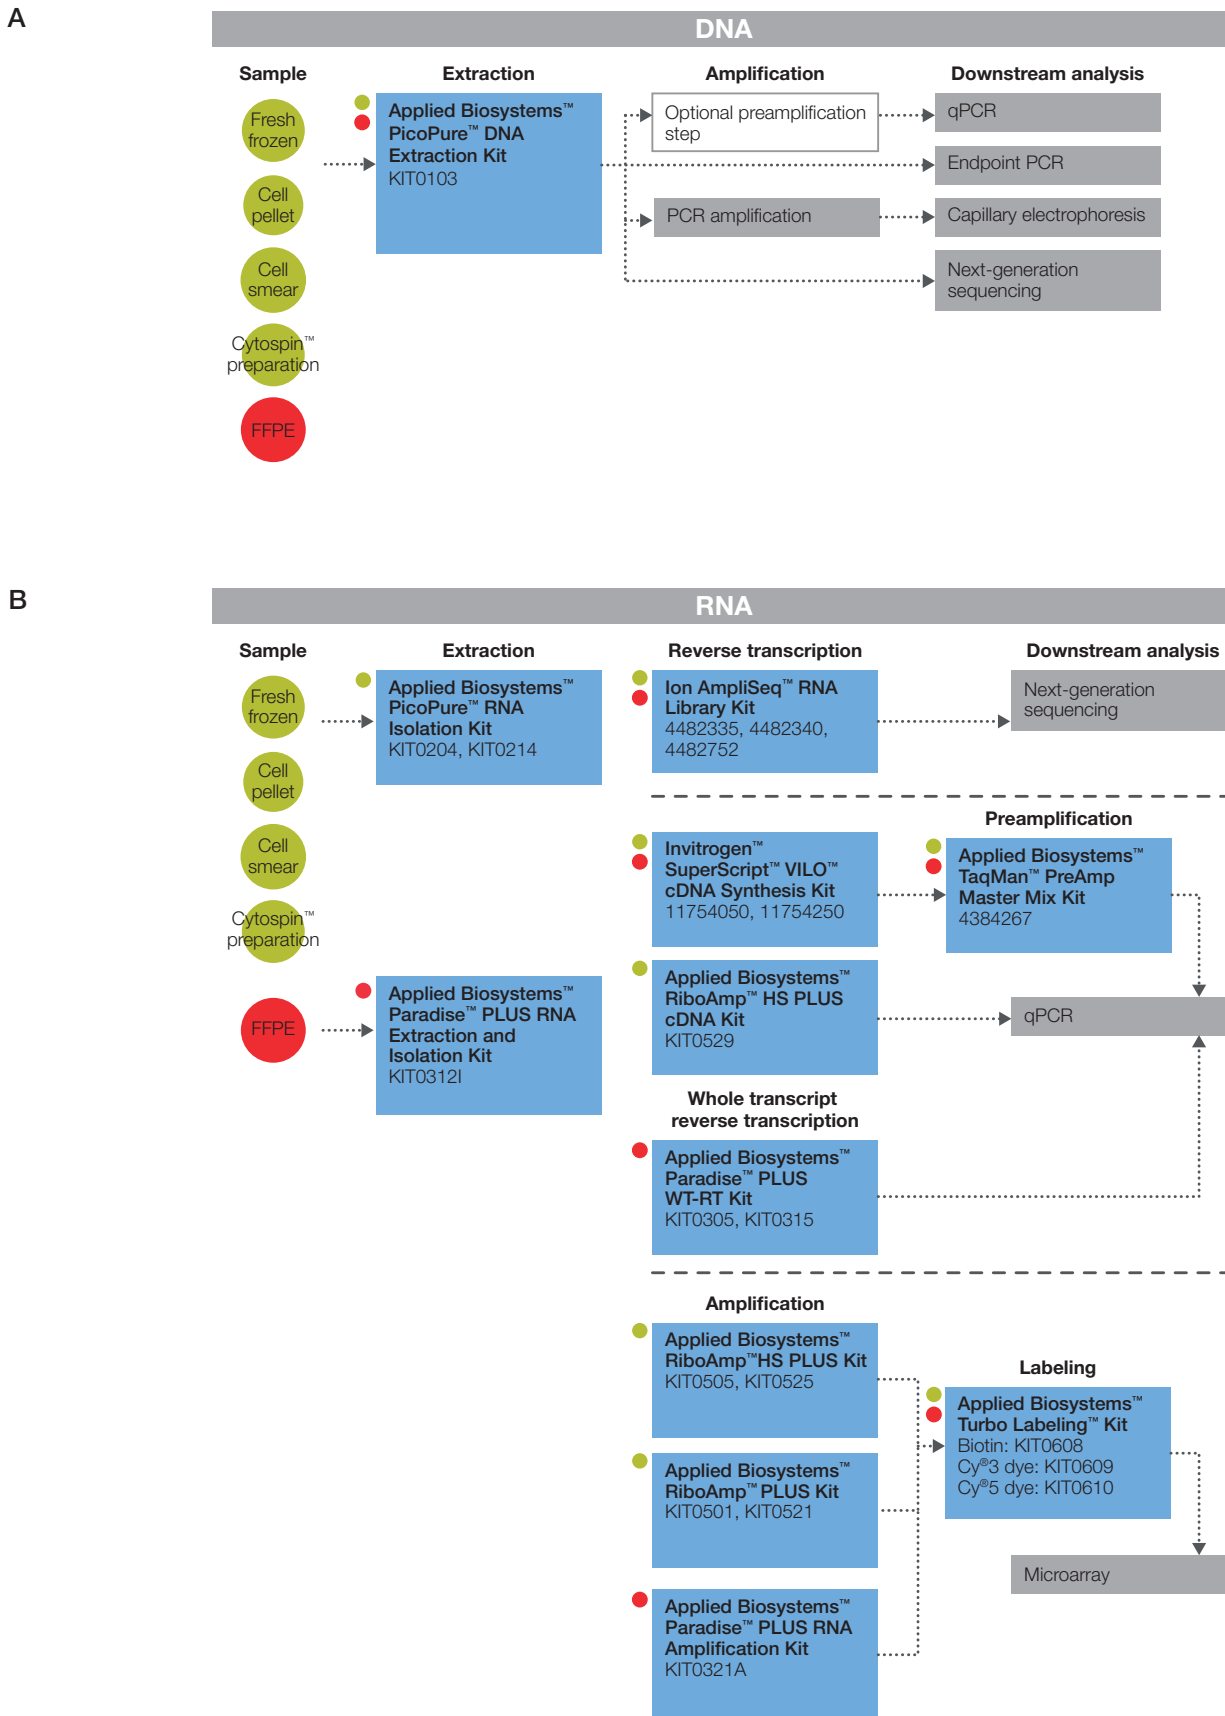 A
DNA
Sample
Extraction
Amplification
Downstream analysis
Fresh
frozen
Cell
pellet
Cell
smear
Cytospin™
preparation
FFPE
Applied Biosystems™
PicoPure™ DNA
Extraction Kit
KIT0103
Optional preamplification
step
PCR amplification
qPCR
Endpoint PCR
Capillary electrophoresis
Next-generation
sequencing
B
RNA
Sample
Extraction
Reverse transcription
Downstream analysis
Fresh
frozen
Cell
pellet
Cell
smear
Cytospin™
preparation
FFPE
Applied Biosystems™
PicoPure™ RNA
Isolation Kit
KIT0204, KIT0214
Applied Biosystems™
Paradise™ PLUS RNA
Extraction and
Isolation Kit
KIT0312I
Ion AmpliSeq™ RNA
Library Kit
4482335, 4482340,
4482752
Next-generation
sequencing
Preamplification
Invitrogen™
SuperScript™ VILO™
cDNA Synthesis Kit
11754050, 11754250
Applied Biosystems™
TaqMan™ PreAmp
Master Mix Kit
4384267
Applied Biosystems™
RiboAmp™ HS PLUS
cDNA Kit
KIT0529
qPCR
Whole transcript
reverse transcription
Applied Biosystems™
Paradise™ PLUS
WT-RT Kit
KIT0305, KIT0315
Amplification
Applied Biosystems™
RiboAmp™HS PLUS Kit
KIT0505, KIT0525
Applied Biosystems™
RiboAmp™ PLUS Kit
KIT0501, KIT0521
Applied Biosystems™
Paradise™ PLUS RNA
Amplification Kit
KIT0321A
Labeling
Applied Biosystems™
Turbo Labeling™ Kit
Biotin: KIT0608
Cy®3 dye: KIT0609
Cy®5 dye: KIT0610
Microarray